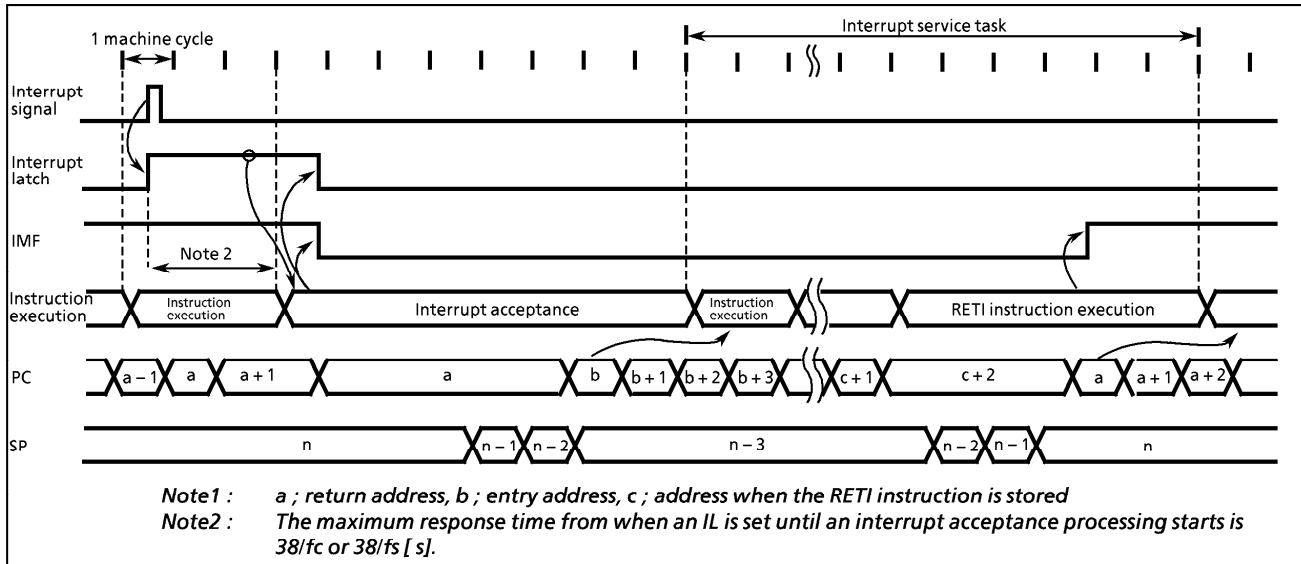 Interrupt service task
1 machine cycle
Interrupt
signal
Interrupt
latch
IMF
Note 2
Instruction
execution
Instruction
execution
Interrupt acceptance
Instruction
execution
RETI instruction execution
PC
a – 1 a a + 1 a b b + 1 b + 2 b + 3 c + 1 c + 2 a a + 1 a + 2
SP
n n – 1 n – 2 n – 3 n – 2 n – 1 n
Note1 : a ; return address, b ; entry address, c ; address when the RETI instruction is stored
Note2 : The maximum response time from when an IL is set until an interrupt acceptance processing starts is
38/fc or 38/fs [ s].